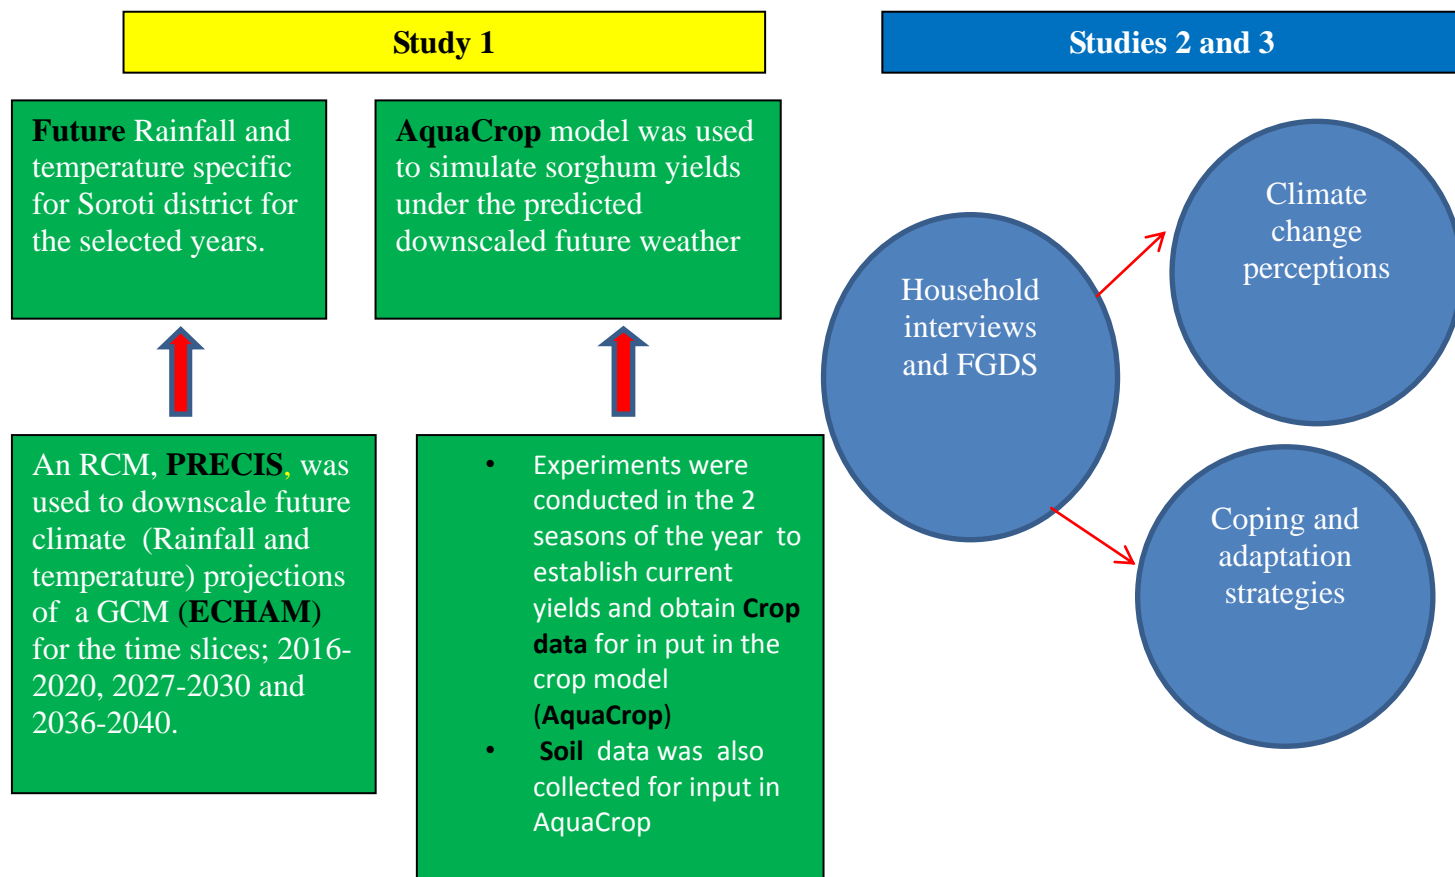 Study 1
Future Rainfall and
temperature specific
for Soroti district for
the selected years.
AquaCrop model was used
to simulate sorghum yields
under the predicted
downscaled future weather
An RCM, PRECIS, was
used to downscale future
climate (Rainfall and
temperature) projections
of a GCM (ECHAM)
for the time slices; 2016-
2020, 2027-2030 and
2036-2040.
• Experiments were
conducted in the 2
seasons of the year to
establish current
yields and obtain Crop
data for in put in the
crop model
(AquaCrop)
• Soil data was also
collected for input in
AquaCrop
Studies 2 and 3
Household
interviews
and FGDS
Climate
change
perceptions
Coping and
adaptation
strategies